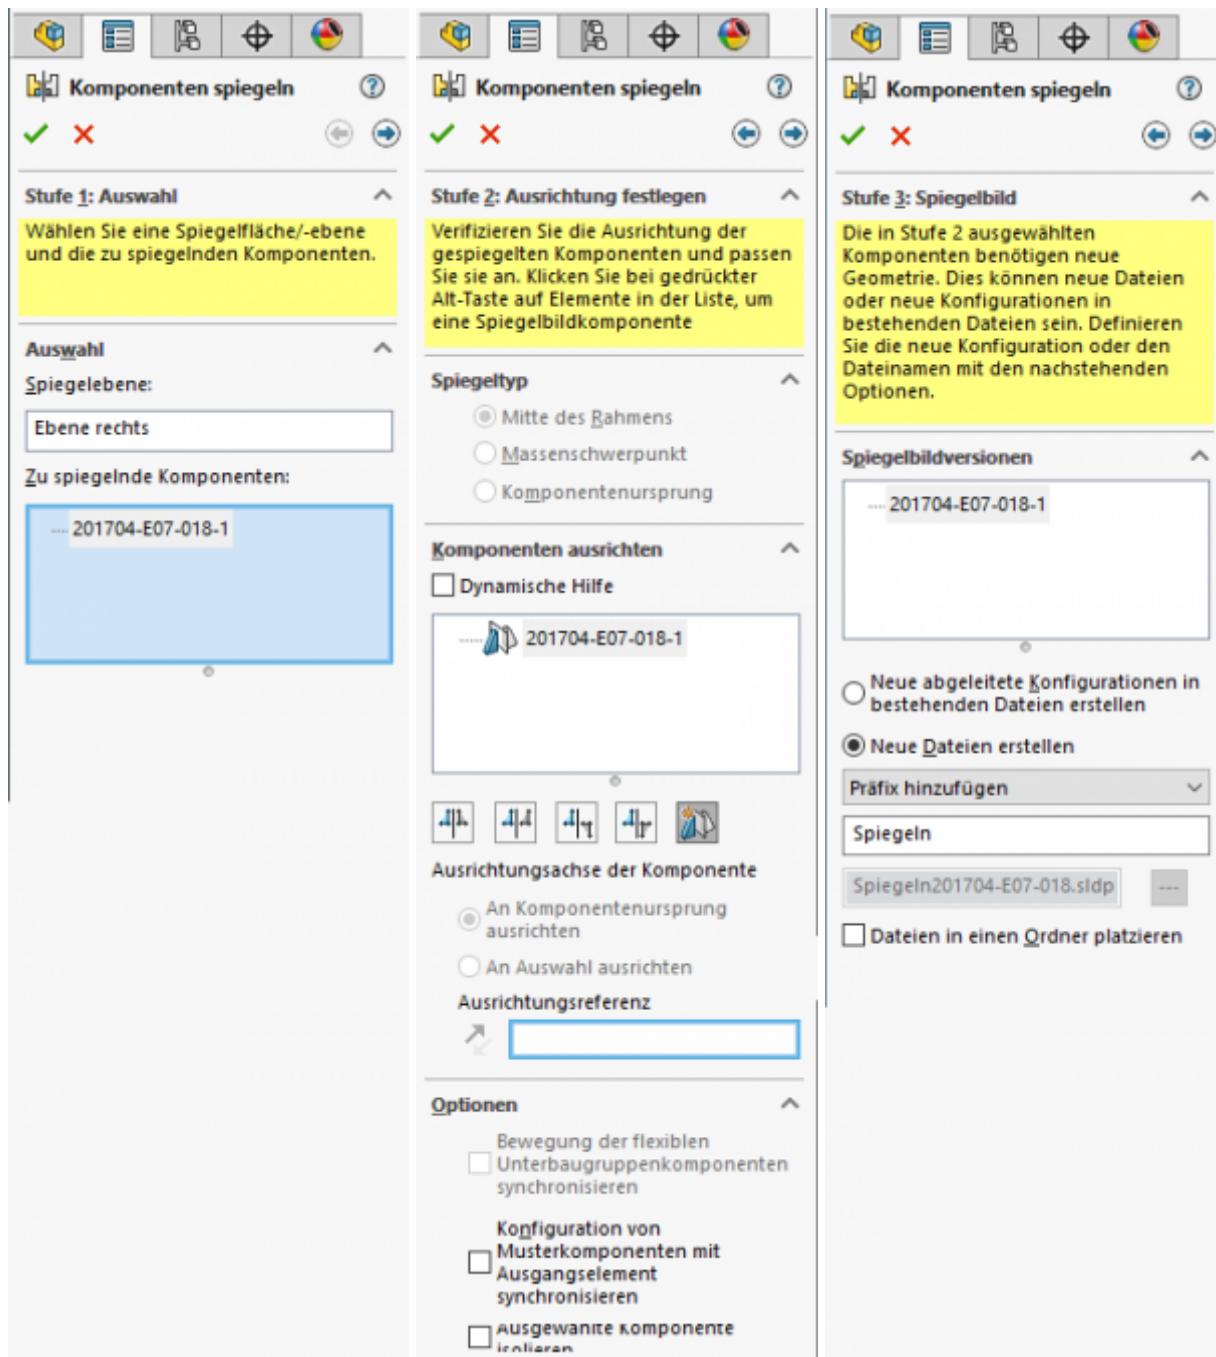 Komponenten spiegeln
Stufe 1: Auswahl
Wählen Sie eine Spiegelfläche/-ebene
und die zu spiegelnden Komponenten.
Auswahl
Spiegelebene:
Ebene rechts
Zu spiegelnde Komponenten:
201704-E07-018-1
Komponenten spiegeln
Stufe 2: Ausrichtung festlegen
Verifizieren Sie die Ausrichtung der
gespiegelten Komponenten und passen
Sie sie an. Klicken Sie bei gedrückter
Alt-Taste auf Elemente in der Liste, um
eine Spiegelbildkomponente
Spiegeltyp
Mitte des Rahmens
Massenschwerpunkt
Komponentenursprung
Komponenten ausrichten
Dynamische Hilfe
201704-E07-018-1
Ausrichtungsachse der Komponente
An Komponentenursprung
ausrichten
An Auswahl ausrichten
Ausrichtungsreferenz
Optionen
Bewegung der flexiblen
Unterbaugruppenkomponenten
synchronisieren
Konfiguration von
Musterkomponenten mit
Ausgangselement
synchronisieren
Ausgewählte Komponente
isolieren
Komponenten spiegeln
Stufe 3: Spiegelbild
Die in Stufe 2 ausgewählten
Komponenten benötigen neue
Geometrie. Dies können neue Dateien
oder neue Konfigurationen in
bestehenden Dateien sein. Definieren
Sie die neue Konfiguration oder den
Dateinamen mit den nachstehenden
Optionen.
Spiegelbildversionen
201704-E07-018-1
Neue abgeleitete Konfigurationen in
bestehenden Dateien erstellen
Neue Dateien erstellen
Präfix hinzufügen
Spiegeln
Spiegeln201704-E07-018.sldp
...
Dateien in einen Ordner platzieren